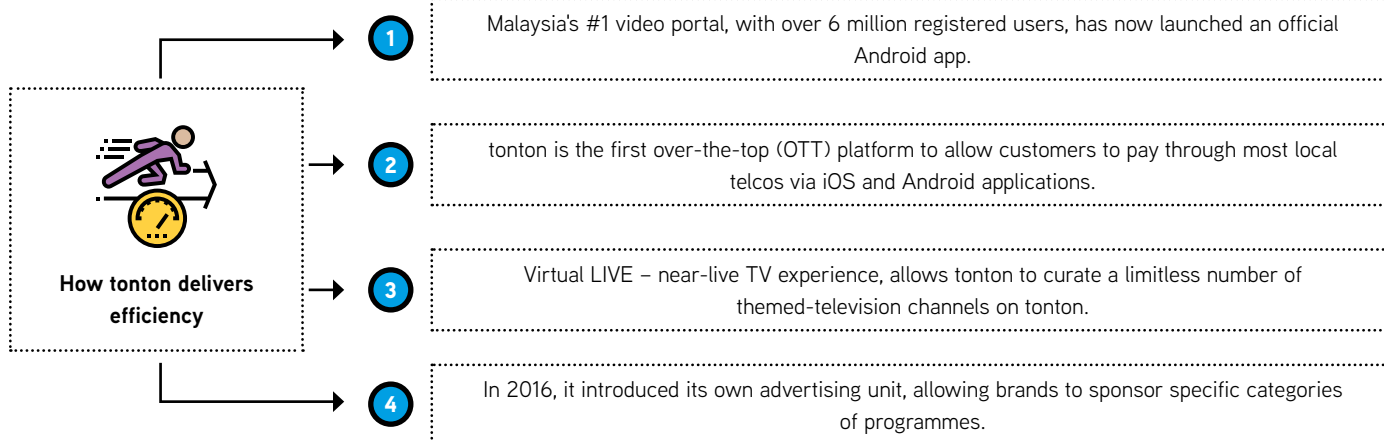 1
Malaysia's #1 video portal, with over 6 million registered users, has now launched an official
Android app.
2
tonton is the first over-the-top (OTT) platform to allow customers to pay through most local
telcos via iOS and Android applications.
How tonton delivers
efficiency
3
Virtual LIVE – near-live TV experience, allows tonton to curate a limitless number of
themed-television channels on tonton.
4
In 2016, it introduced its own advertising unit, allowing brands to sponsor specific categories
of programmes.